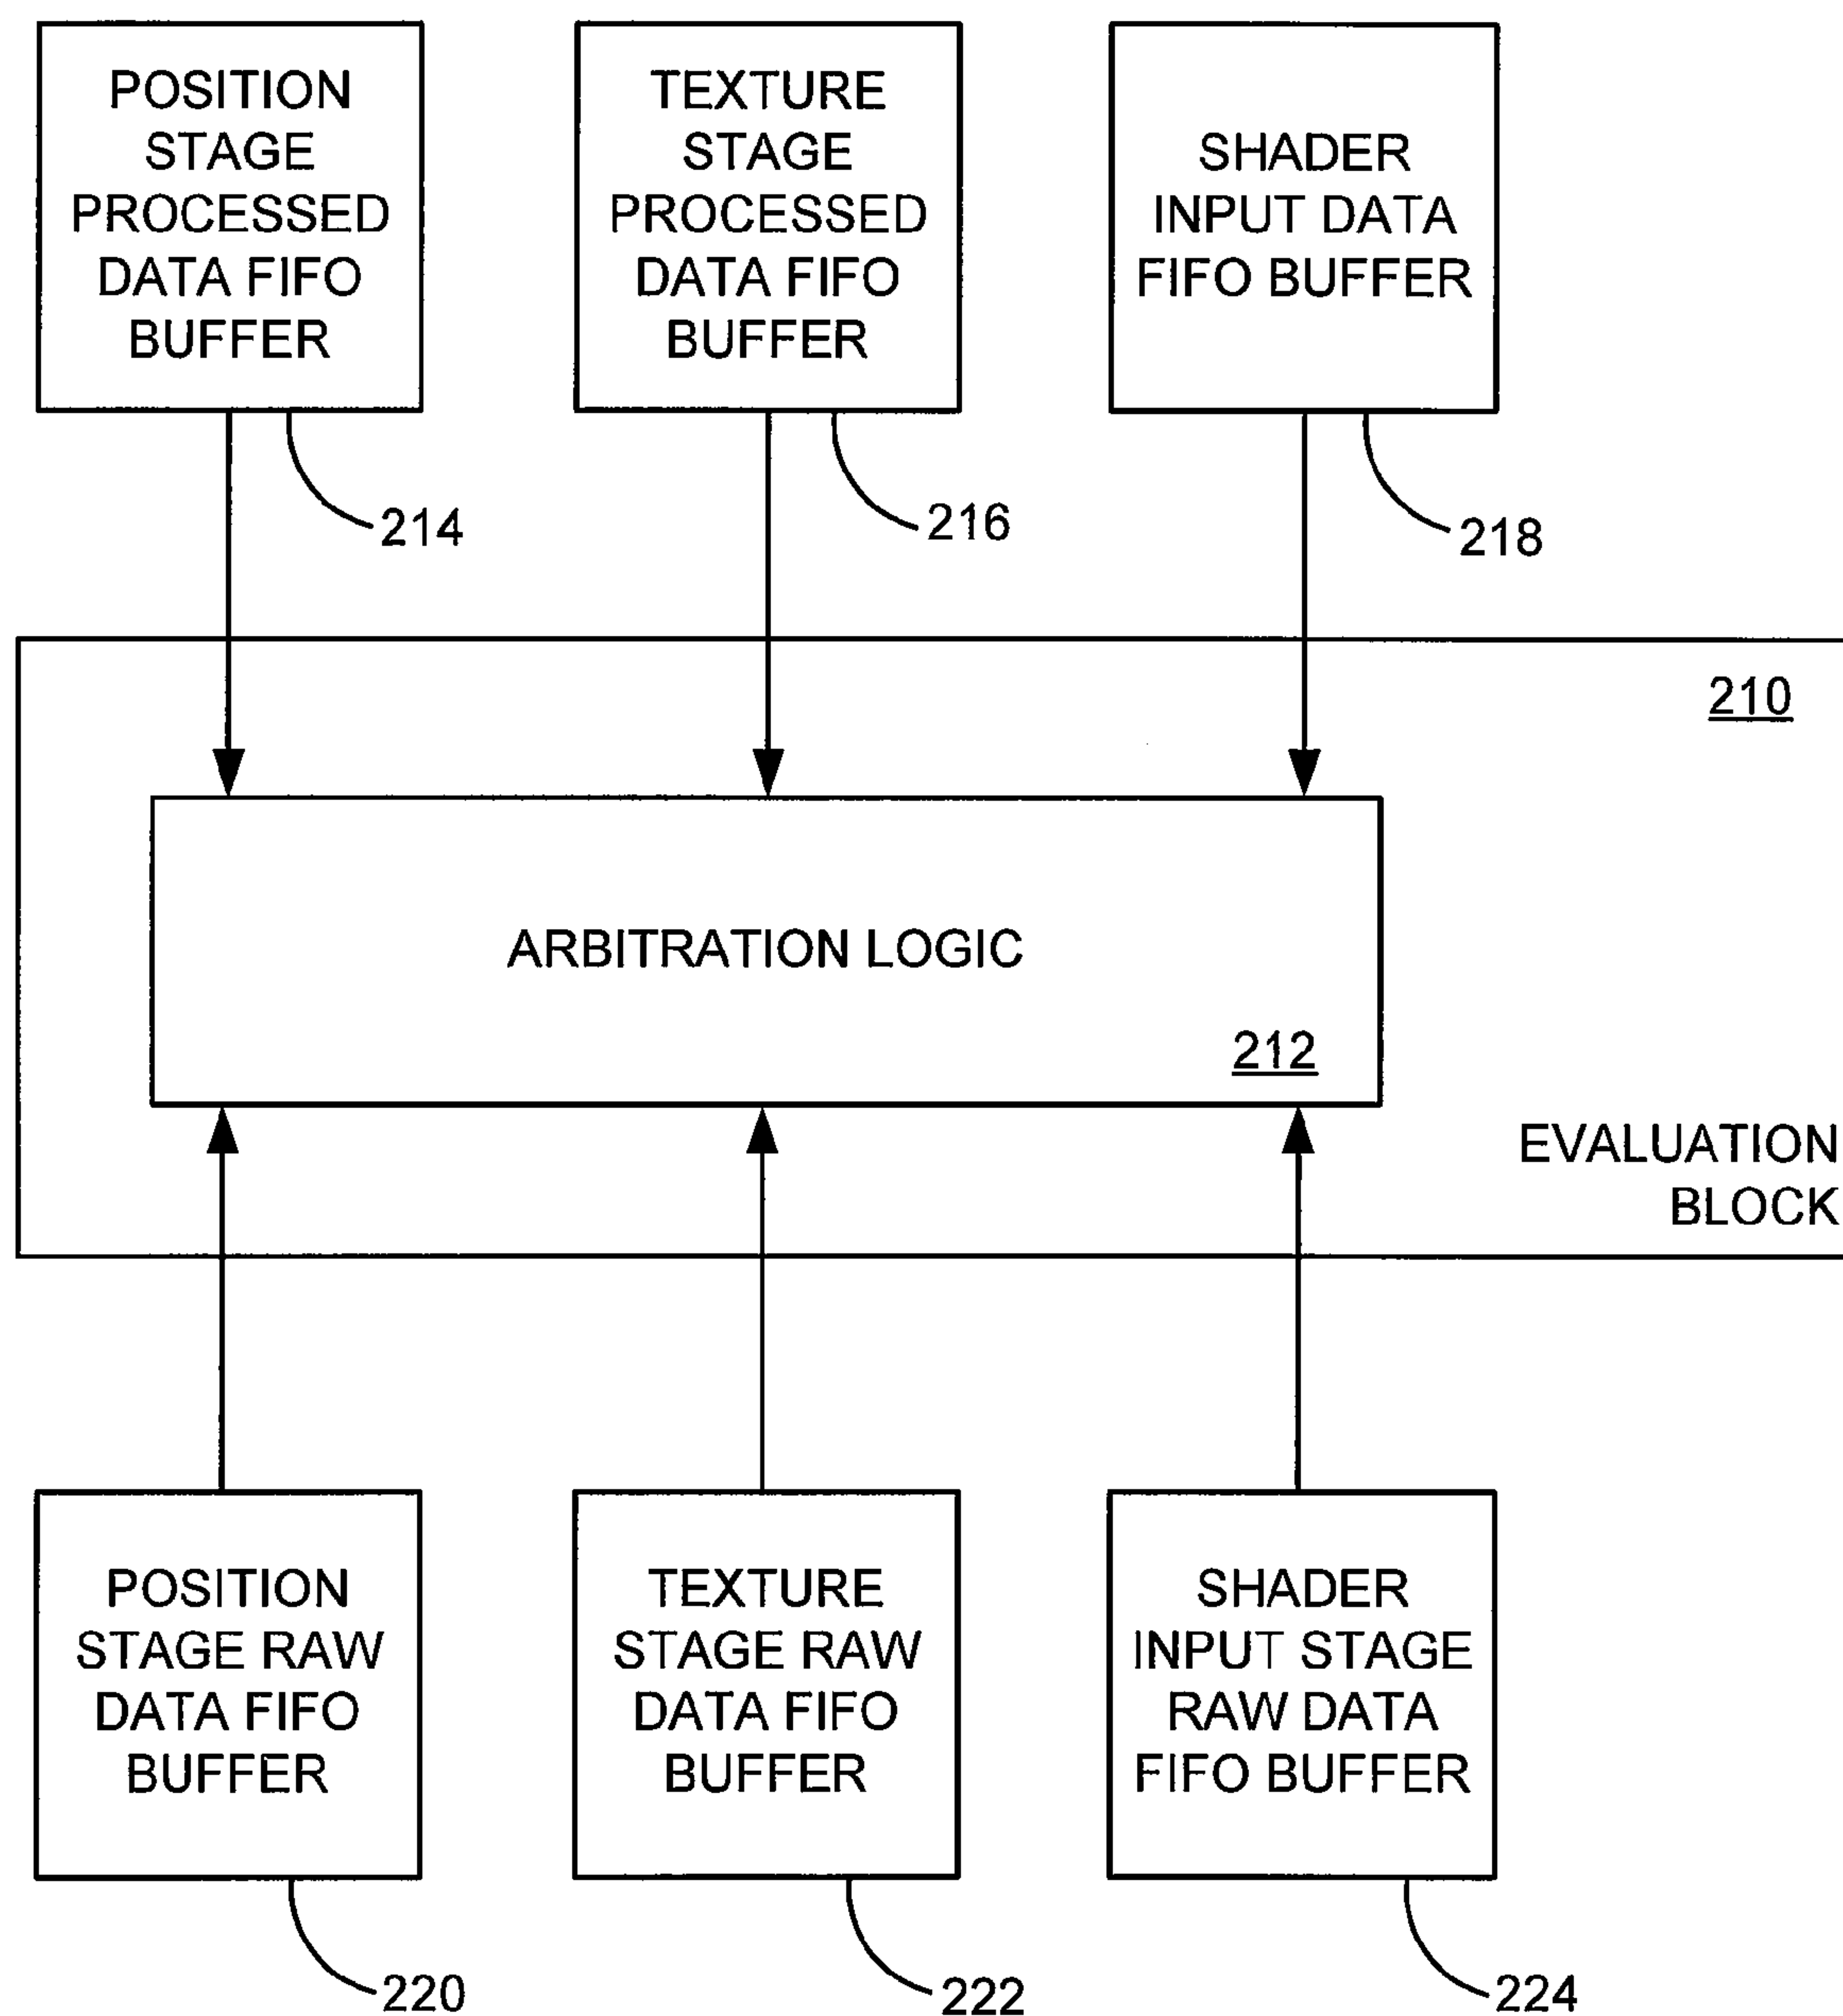 POSITION
STAGE
PROCESSED
DATA FIFO
BUFFER
TEXTURE
STAGE
PROCESSED
DATA FIFO
BUFFER
SHADER
INPUT DATA
FIFO BUFFER
214
216
218
210
ARBITRATION LOGIC
212
EVALUATION
BLOCK
POSITION
STAGE RAW
DATA FIFO
BUFFER
TEXTURE
STAGE RAW
DATA FIFO
BUFFER
SHADER
INPUT STAGE
RAW DATA
FIFO BUFFER
220
222
224